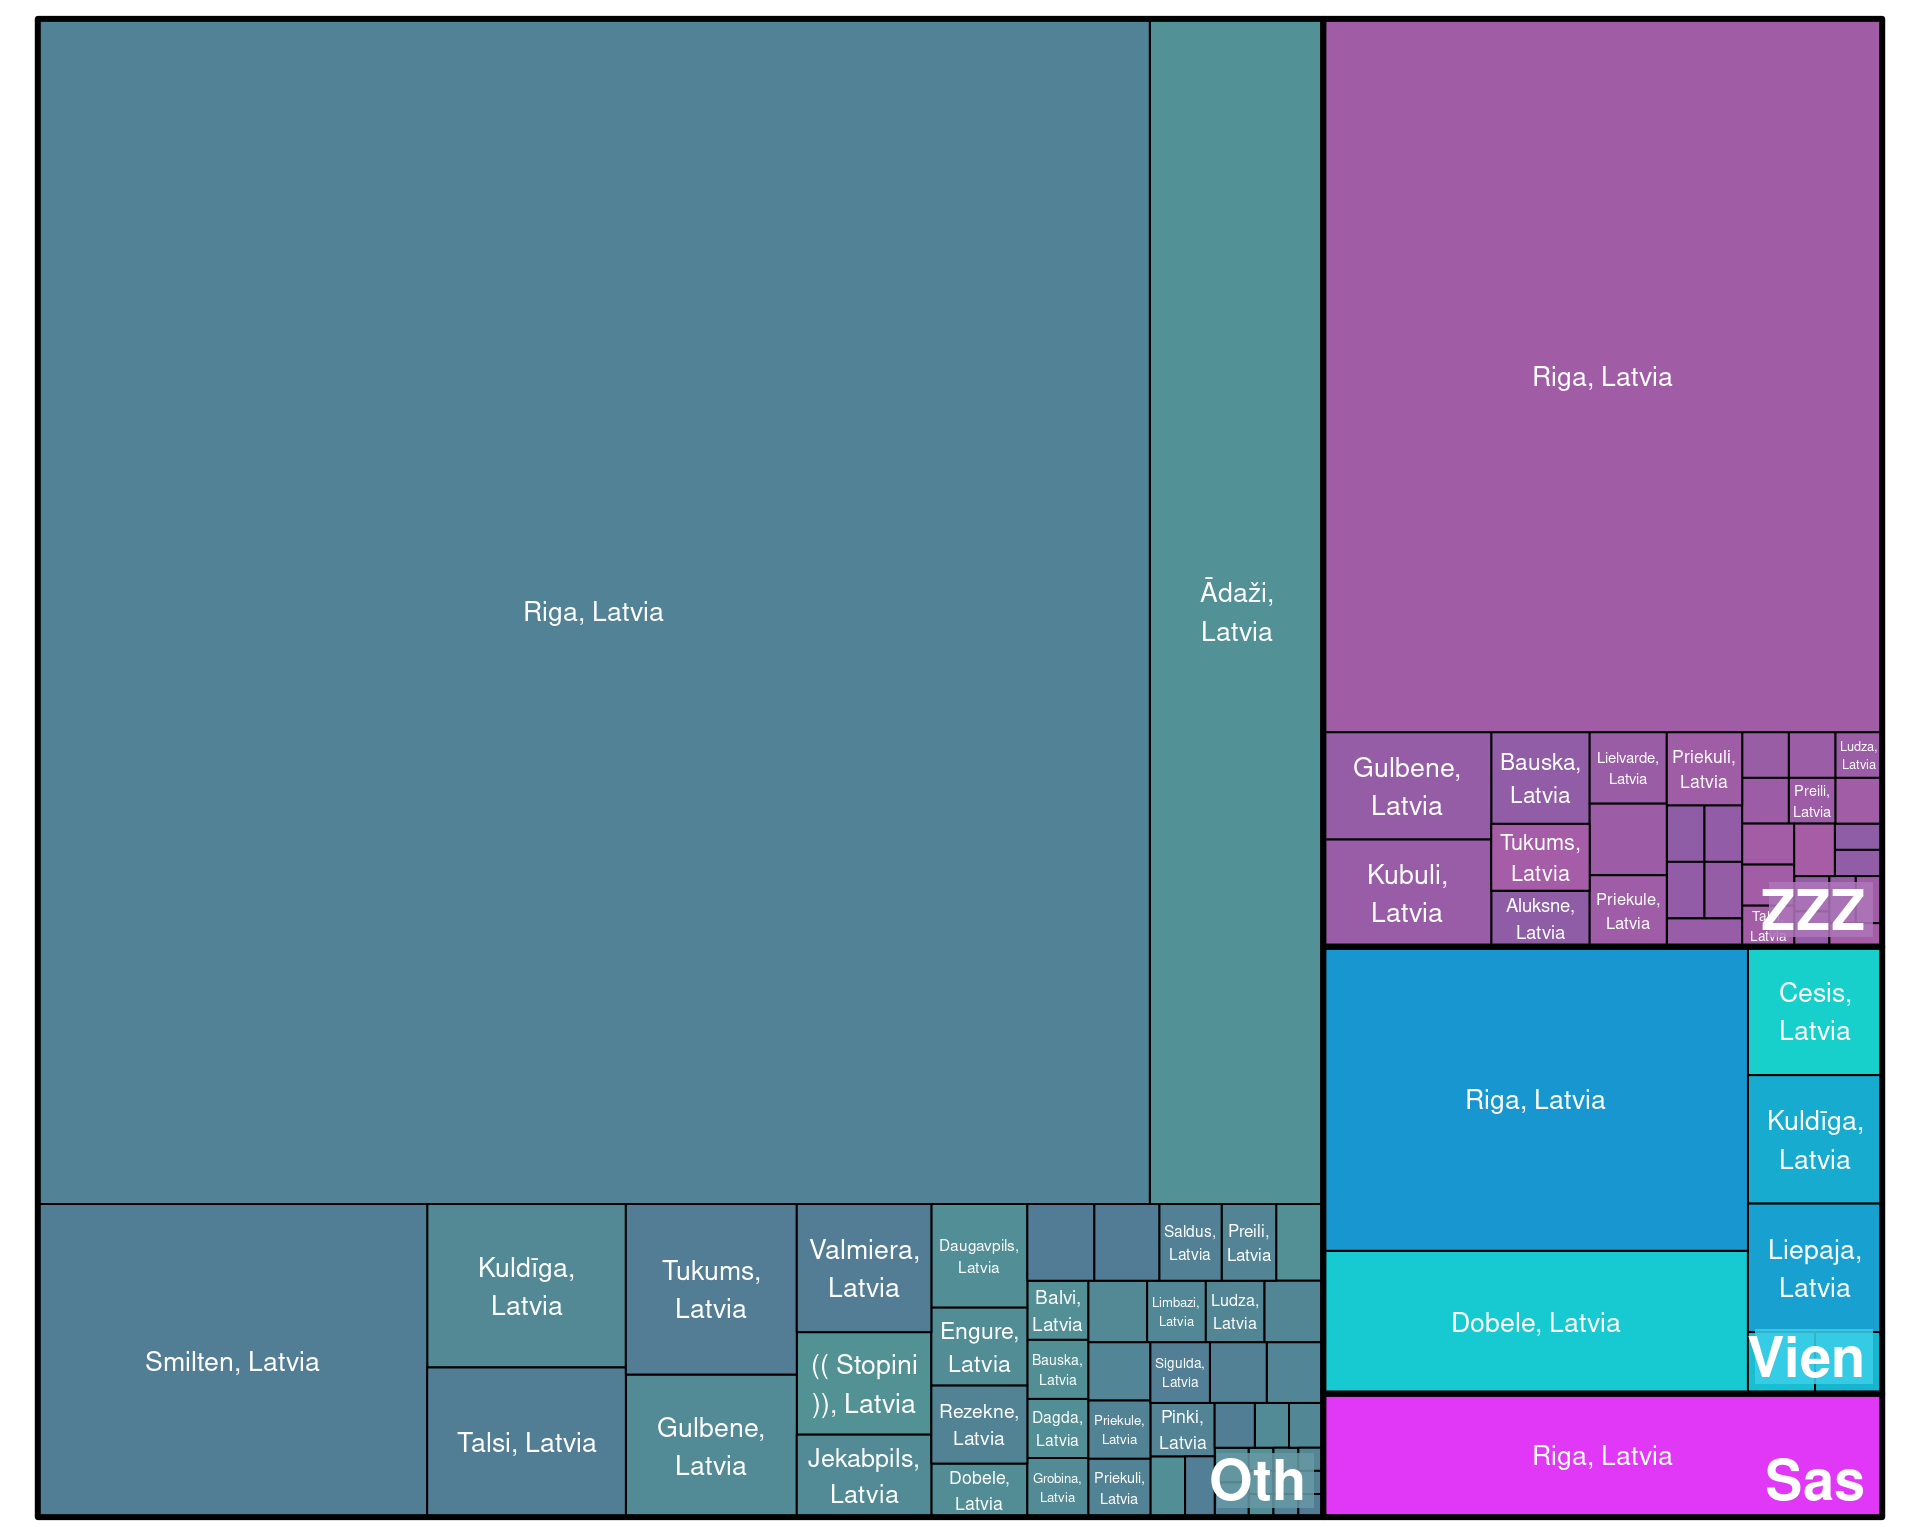 Riga, Latvia
Ādaži,
Latvia
Smilten, Latvia
Kuldīga,
Latvia
Talsi, Latvia
Tukums,
Latvia
Gulbene,
Latvia
Valmiera,
Latvia
(( Stopini
)), Latvia
Jekabpils,
Latvia
Daugavpils,
Latvia
Engure,
Latvia
Rezekne,
Latvia
Dobele,
Latvia
Balvi,
Latvia
Bauska,
Latvia
Dagda,
Latvia
Grobina,
Latvia
Saldus,
Latvia
Preili,
Latvia
Limbazi,
Latvia
Ludza,
Latvia
Priekule,
Latvia
Priekuli,
Latvia
Sigulda,
Latvia
Pinki,
Latvia
Oth
Riga, Latvia
Gulbene,
Latvia
Kubuli,
Latvia
Bauska,
Latvia
Tukums,
Latvia
Aluksne,
Latvia
Lielvarde,
Latvia
Priekule,
Latvia
Priekuli,
Latvia
Ludza,
Latvia
Preili,
Latvia
Latvia
ZZZ
Riga, Latvia
Dobele, Latvia
Cesis,
Latvia
Kuldīga,
Latvia
Liepaja,
Latvia
Vien
Riga, Latvia
Sas